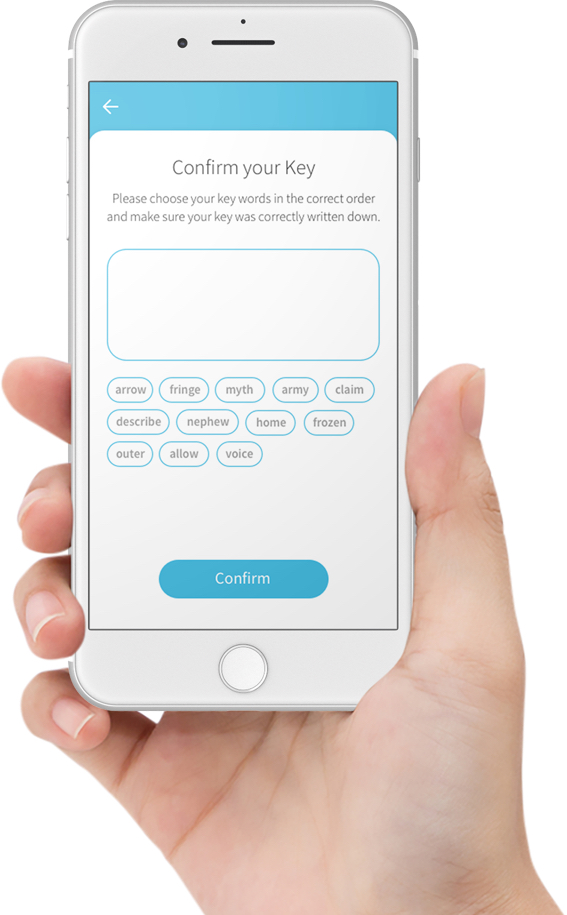 Confirm your Key
Please choose your key words in the correct order
and make sure your key was correctly written down.
arrow fringe myth army claim
describe nephew home frozen
outer allow voice
Confirm